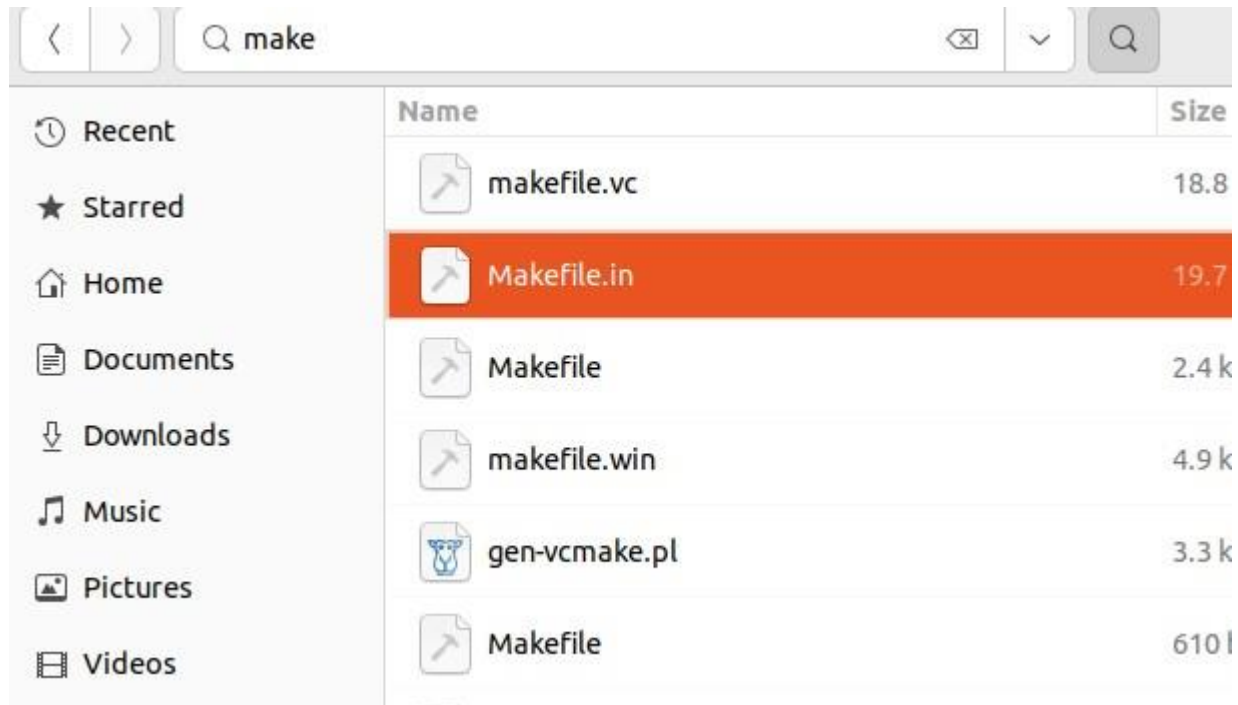 make
Recent
Starred
Home
Documents
Downloads
Music
Pictures
Videos
Name Size
makefile.vc 18.8
Makefile.in 19.7
Makefile 2.4 k
makefile.win 4.9 k
gen-vcmake.pl 3.3 k
Makefile 610